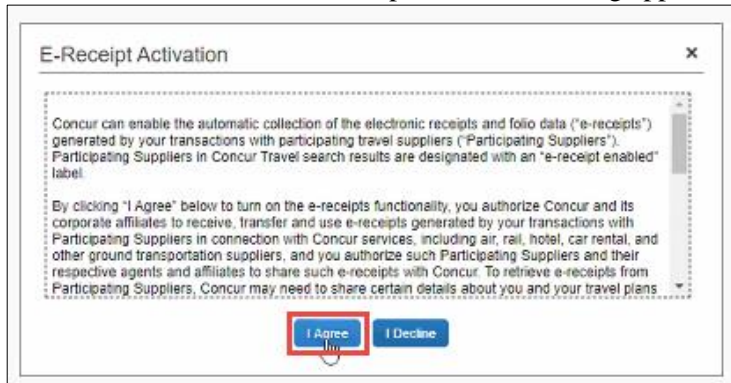 E-Receipt Activation ×
Concur can enable the automatic collection of the electronic receipts and folio data ("e-receipts")
generated by your transactions with participating travel suppliers ("Participating Suppliers").
Participating Suppliers in Concur Travel search results are designated with an "e-receipt enabled"
label.
By clicking "I Agree" below to turn on the e-receipts functionality, you authorize Concur and its
corporate affiliates to receive, transfer and use e-receipts generated by your transactions with
Participating Suppliers in connection with Concur services, including air, rail, hotel, car rental, and
other ground transportation suppliers, and you authorize such Participating Suppliers and their
respective agents and affiliates to share such e-receipts with Concur. To retrieve e-receipts from
Participating Suppliers, Concur may need to share certain details about you and your travel plans
I Agree I Decline